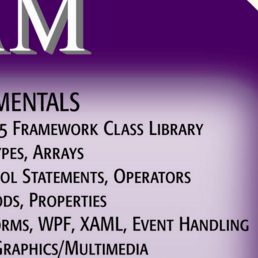 AM
MENTALS
5 FRAMEWORK CLASS LIBRARY
YPES, ARRAYS
OL STATEMENTS, OPERATORS
ODS, PROPERTIES
ORMS, WPF, XAML, EVENT HANDLING
GRAPHICS/MULTIMEDIA